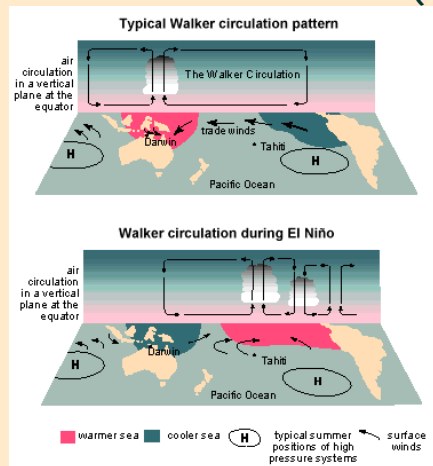 Typical Walker circulation pattern
air
circulation
in a vertical
plane at the
equator
The Walker Circulation
trade winds
Darwin
Tahiti
H
H
Pacific Ocean
Walker circulation during El Niño
air
circulation
in a vertical
plane at the
equator
Darwin
Tahiti
H
H
Pacific Ocean
warmer sea
cooler sea
H
typical summer
positions of high
pressure systems
surface
winds